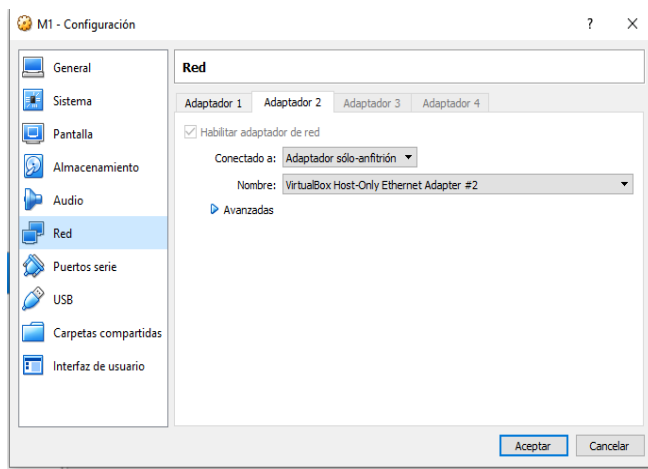 M1 - Configuración
?
General
Sistema
Pantalla
Almacenamiento
Audio
Red
Puertos serie
USB
Carpetas compartidas
Interfaz de usuario
Red
Adaptador 1 Adaptador 2 Adaptador 3 Adaptador 4
Habilitar adaptador de red
Conectado a: Adaptador sólo-anfitrión
Nombre: VirtualBox Host-Only Ethernet Adapter #2
Avanzadas
Aceptar Cancelar